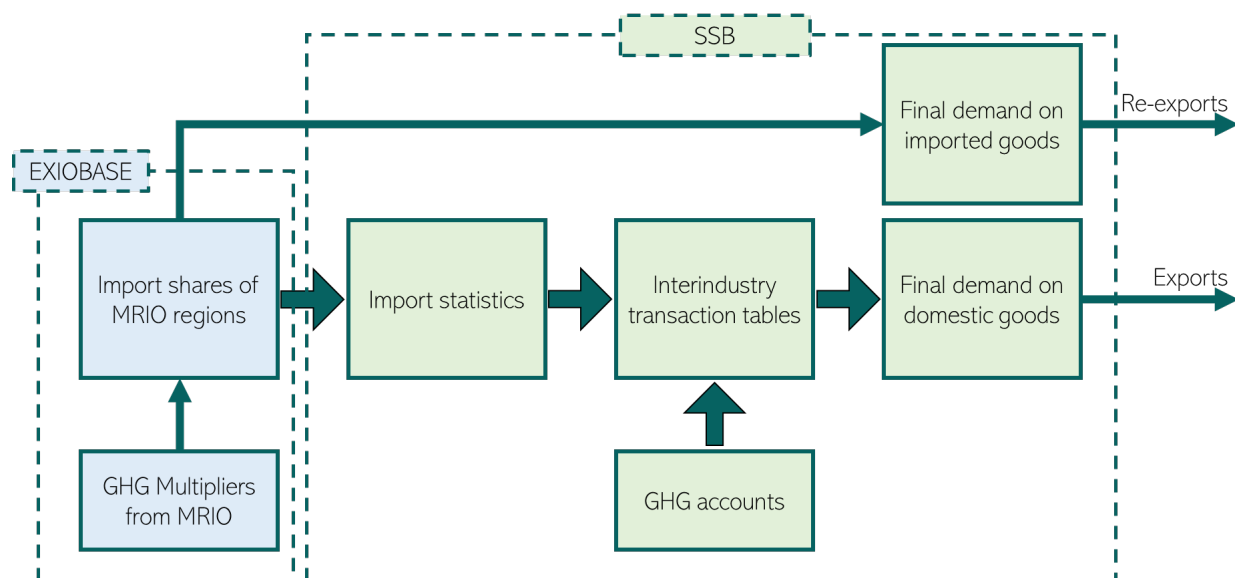 SSB
Final demand on
imported goods
Re-exports
EXIOBASE
Import shares of
MRIO regions
Import statistics
Interindustry
transaction tables
Final demand on
domestic goods
Exports
GHG Multipliers
from MRIO
GHG accounts